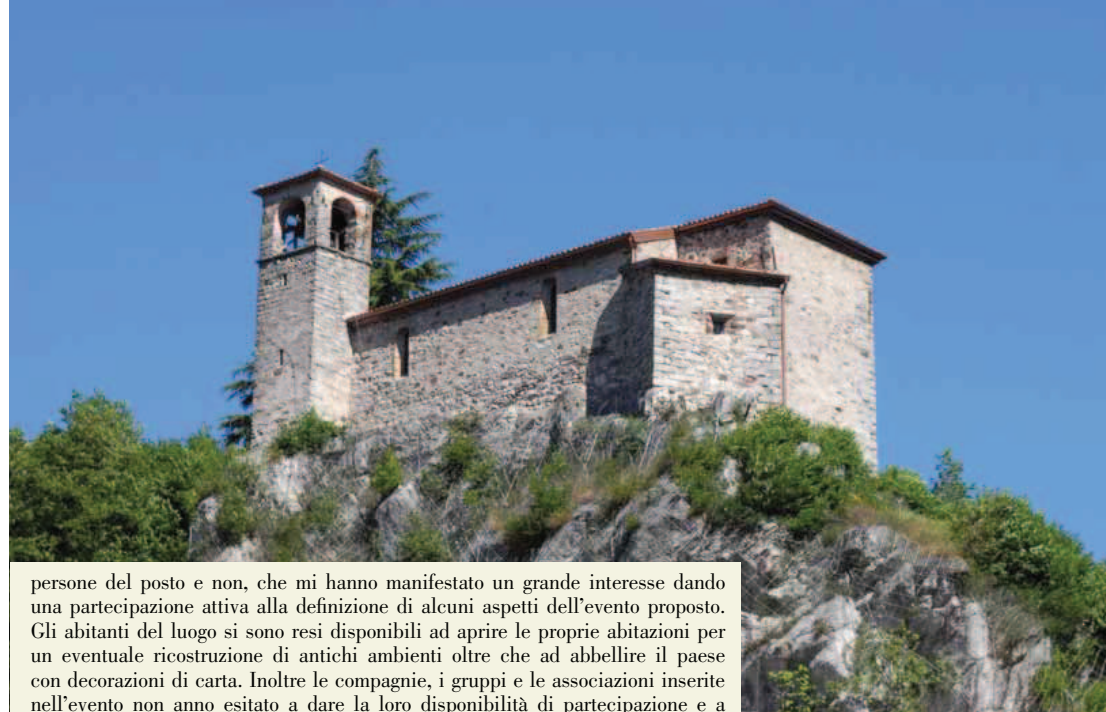 persone del posto e non, che mi hanno manifestato un grande interesse dando
una partecipazione attiva alla definizione di alcuni aspetti dell'evento proposto.
Gli abitanti del luogo si sono resi disponibili ad aprire le proprie abitazioni per
un eventuale ricostruzione di antichi ambienti oltre che ad abbellire il paese
con decorazioni di carta. Inoltre le compagnie, i gruppi e le associazioni inserite
nell'evento non anno esitato a dare la loro disponibilità di partecipazione e a